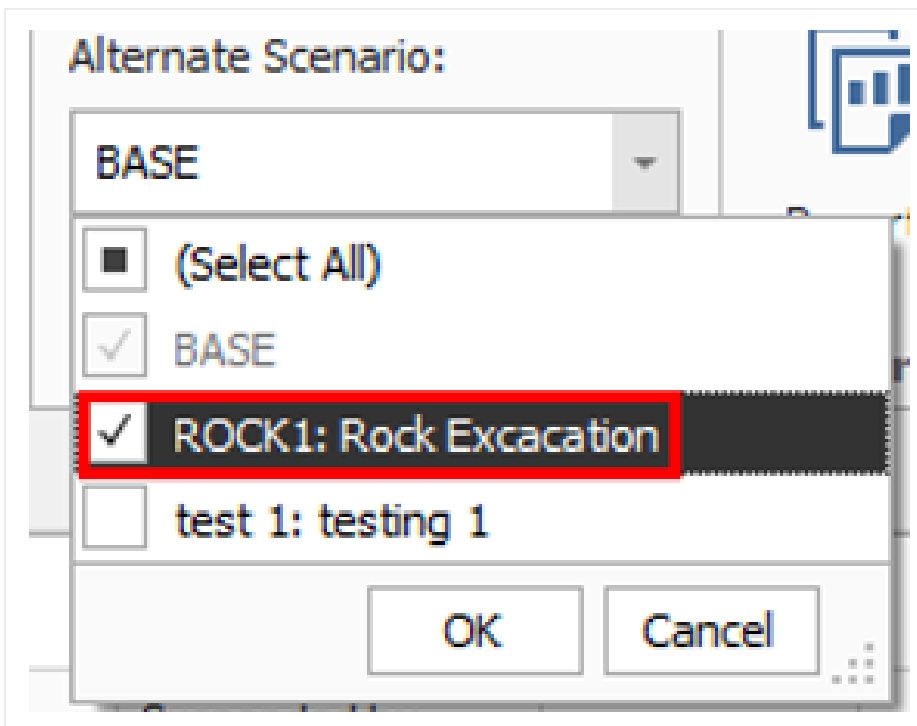 Alternate Scenario:
BASE
(Select All)
BASE
ROCK1: Rock Excacation
test 1: testing 1
OK Cancel